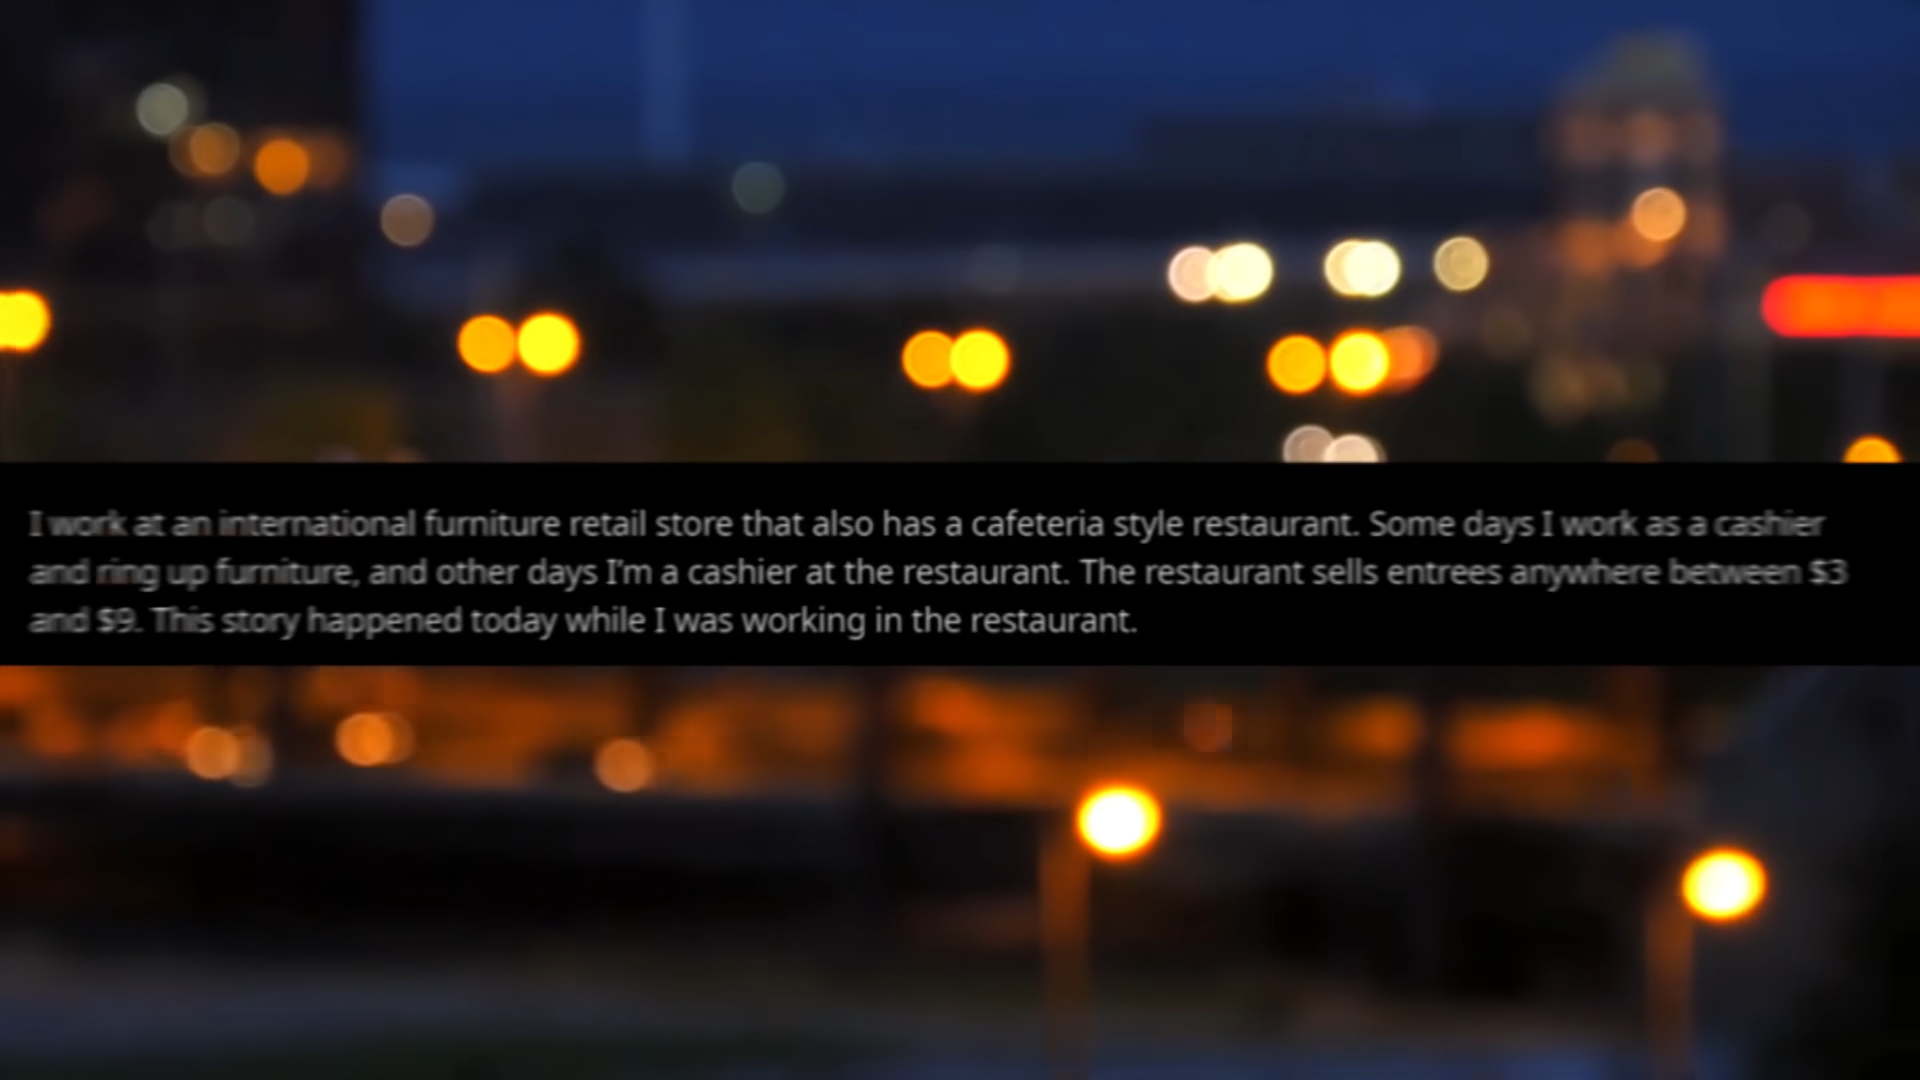 I work at an international furniture retail store that also has a cafeteria style restaurant. Some days I work as a cashier
and ring up furniture, and other days I'm a cashier at the restaurant. The restaurant sells entrees anywhere between $3
and $9. This story happened today while I was working in the restaurant.